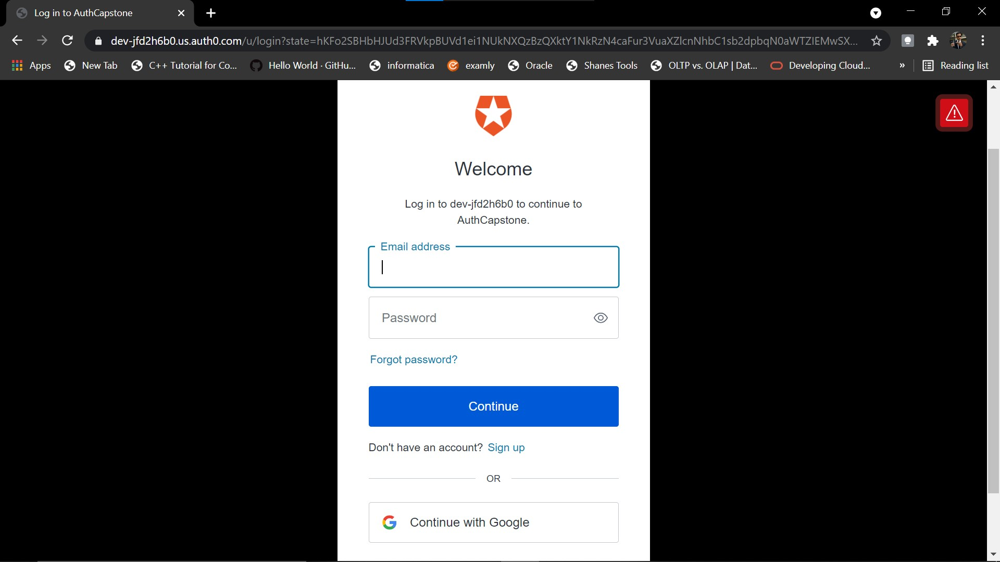 Log in to AuthCapstone
dev-jfd2h6b0.us.auth0.com/u/login?state=hKFo2SBHbHJUd3FRVkpBUVd1ei1NUkNXQzBzQXktY1NkRzN4caFur3VuaXZlcnNhbC1sb2dpbqN0aWTZIEMwSX...
Apps New Tab C++ Tutorial for Co... Hello World · GitHu... informatica examly Oracle Shanes Tools OLTP vs. OLAP | Dat... Developing Cloud... » Reading list
Welcome
Log in to dev-jfd2h6b0 to continue to
AuthCapstone.
Email address
Password
Forgot password?
Continue
Don't have an account? Sign up
OR
Continue with Google